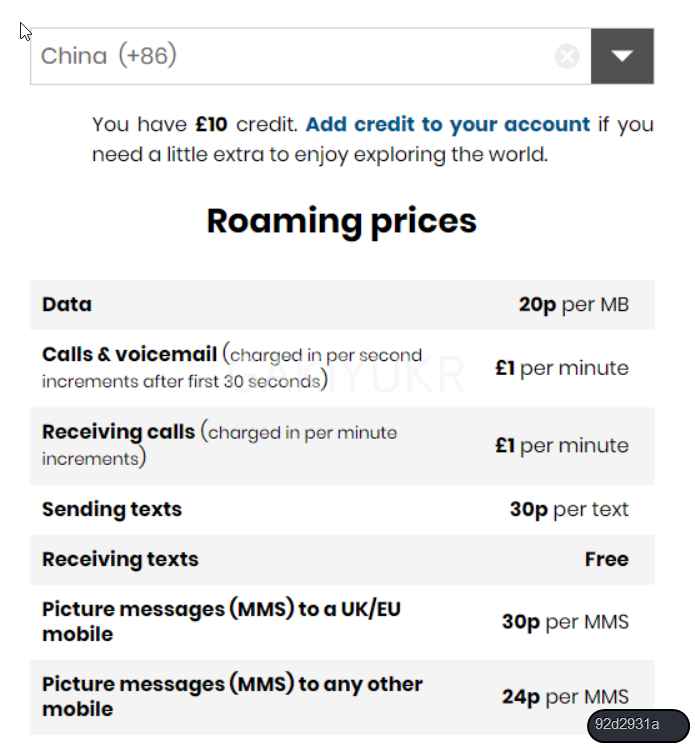 China (+86)
You have £10 credit. Add credit to your account if you
need a little extra to enjoy exploring the world.
Roaming prices
Data
20p per MB
Calls & voicemail (charged in per second
increments after first 30 seconds)
£1 per minute
Receiving calls (charged in per minute
increments)
£1 per minute
Sending texts
30p per text
Receiving texts
Free
Picture messages (MMS) to a UK/EU
mobile
30p per MMS
Picture messages (MMS) to any other
mobile
24p per MMS
92d2931a